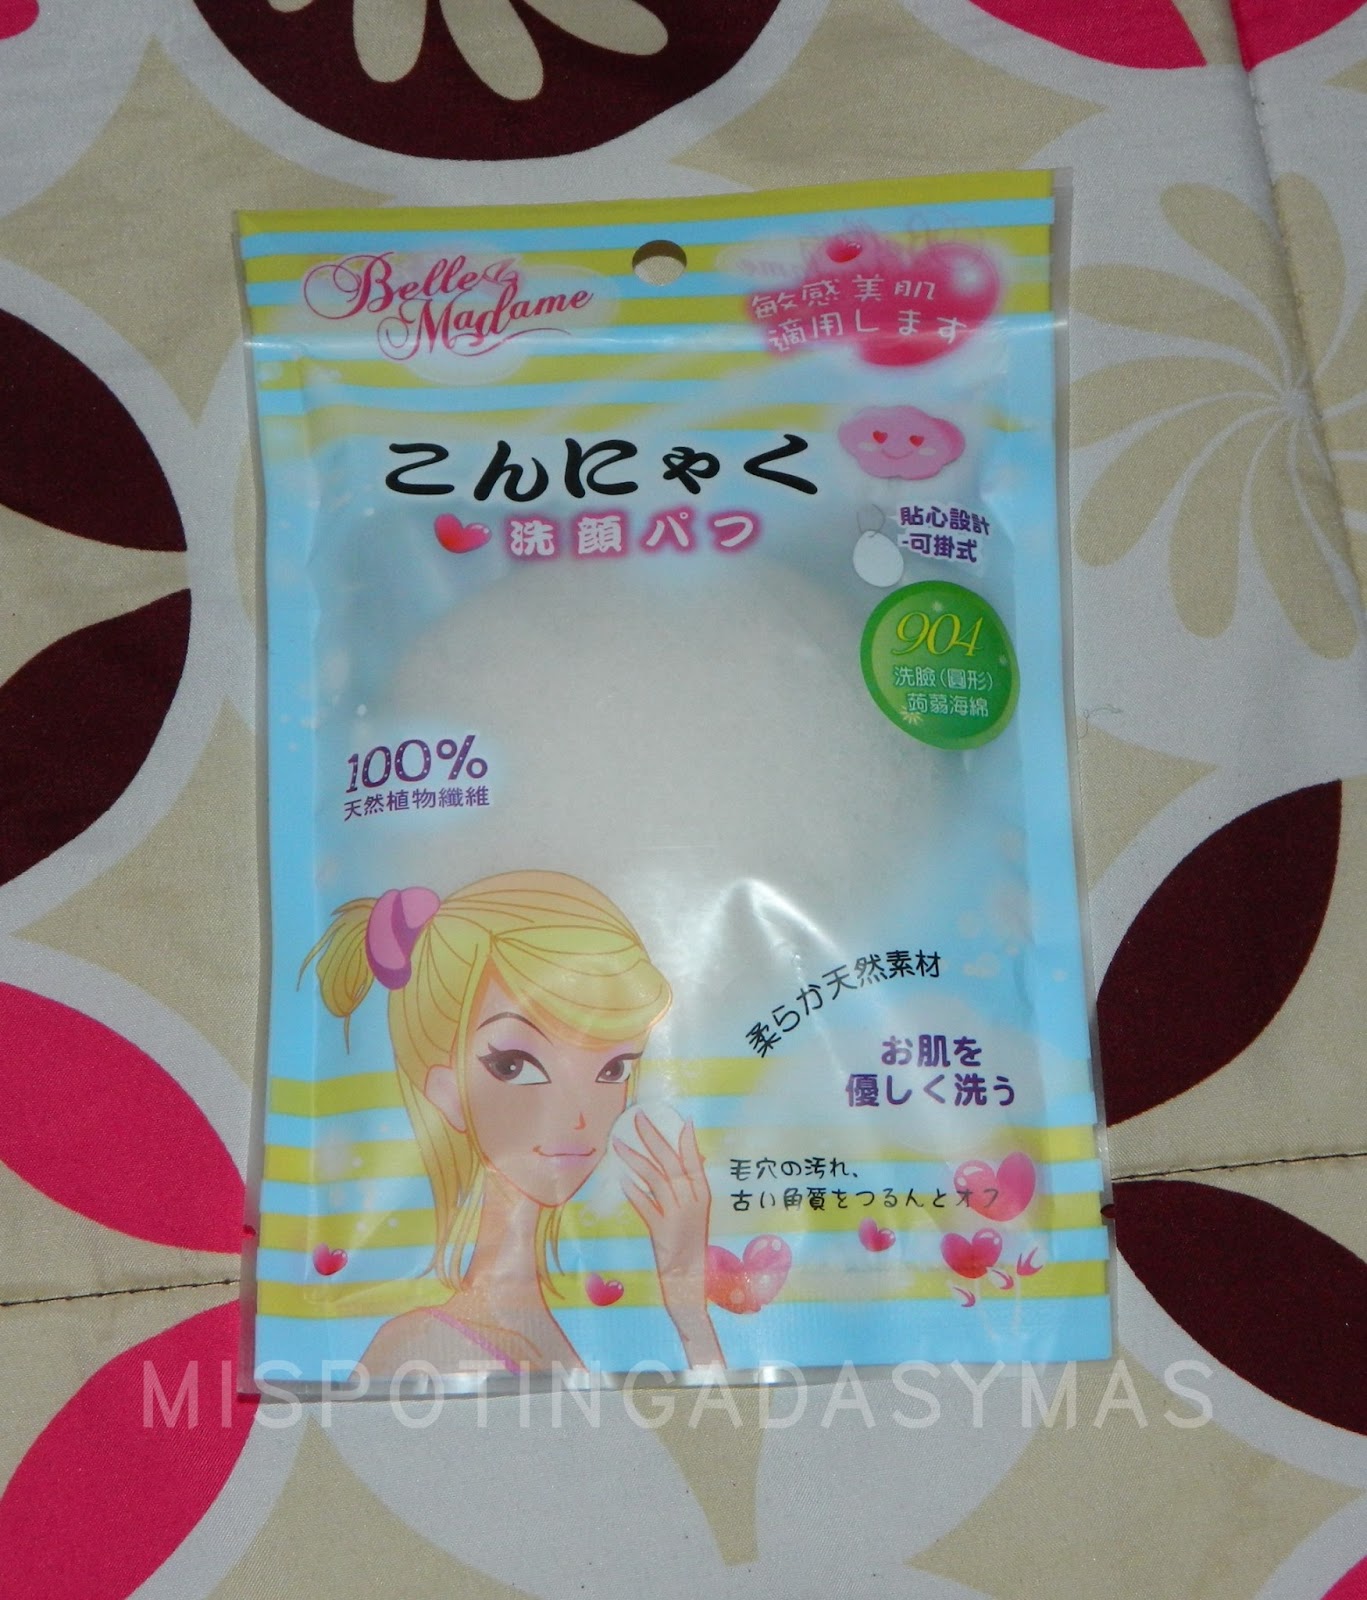 Belle
Madame
敏感美肌
適用します
こんにゃく
洗顔パフ
貼心設計
-可掛式
904
洗臉(圓形)
蒟蒻海綿
100%
天然植物纖維
柔らか天然素材
お肌を
優しく洗う
毛穴の汚れ、
古い角質をつるんとオフ
MISPOTINGADASYMAS